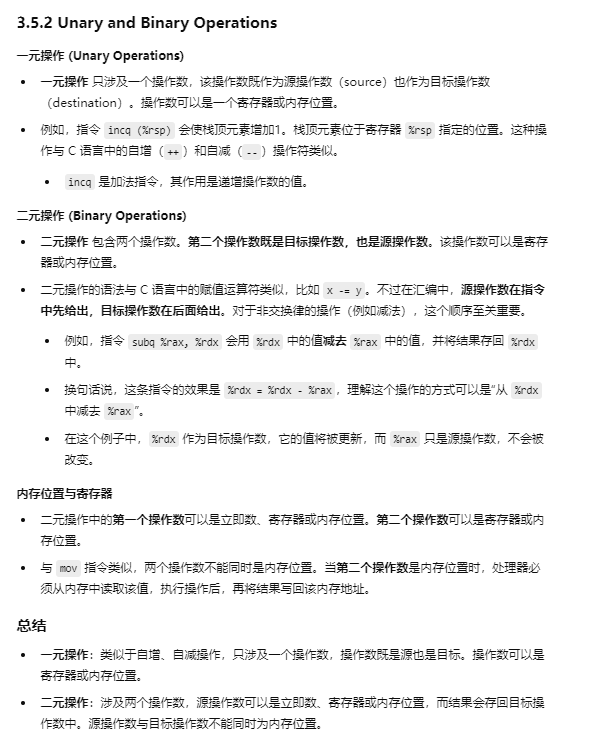 3.5.2 Unary and Binary Operations
一元操作 (Unary Operations)
• 一元操作 只涉及一个操作数，该操作数既作为源操作数（source）也作为目标操作数
（destination）。操作数可以是一个寄存器或内存位置。
• 例如，指令 incq (%rsp) 会使栈顶元素增加1。栈顶元素位于寄存器 %rsp 指定的位置。这种操
作与 C 语言中的自增（ ++ ）和自减（ -- ）操作符类似。
• incq 是加法指令，其作用是递增操作数的值。
二元操作 (Binary Operations)
• 二元操作 包含两个操作数。第二个操作数既是目标操作数，也是源操作数。该操作数可以是寄存
器或内存位置。
• 二元操作的语法与 C 语言中的赋值运算符类似，比如 x -= y 。不过在汇编中，源操作数在指令
中先给出，目标操作数在后面给出。对于非交换律的操作（例如减法），这个顺序至关重要。
• 例如，指令 subq %rax, %rdx 会用 %rdx 中的值减去 %rax 中的值，并将结果存回 %rdx
中。
• 换句话说，这条指令的效果是 %rdx = %rdx - %rax ，理解这个操作的方式可以是“从 %rdx
中减去 %rax ”。
• 在这个例子中， %rdx 作为目标操作数，它的值将被更新，而 %rax 只是源操作数，不会被
改变。
内存位置与寄存器
• 二元操作中的第一个操作数可以是立即数、寄存器或内存位置。第二个操作数可以是寄存器或内
存位置。
• 与 mov 指令类似，两个操作数不能同时是内存位置。当第二个操作数是内存位置时，处理器必
须从内存中读取该值，执行操作后，再将结果写回该内存地址。
总结
• 一元操作：类似于自增、自减操作，只涉及一个操作数，操作数既是源也是目标。操作数可以是
寄存器或内存位置。
• 二元操作：涉及两个操作数，源操作数可以是立即数、寄存器或内存位置，而结果会存回目标操
作数中。源操作数与目标操作数不能同时为内存位置。